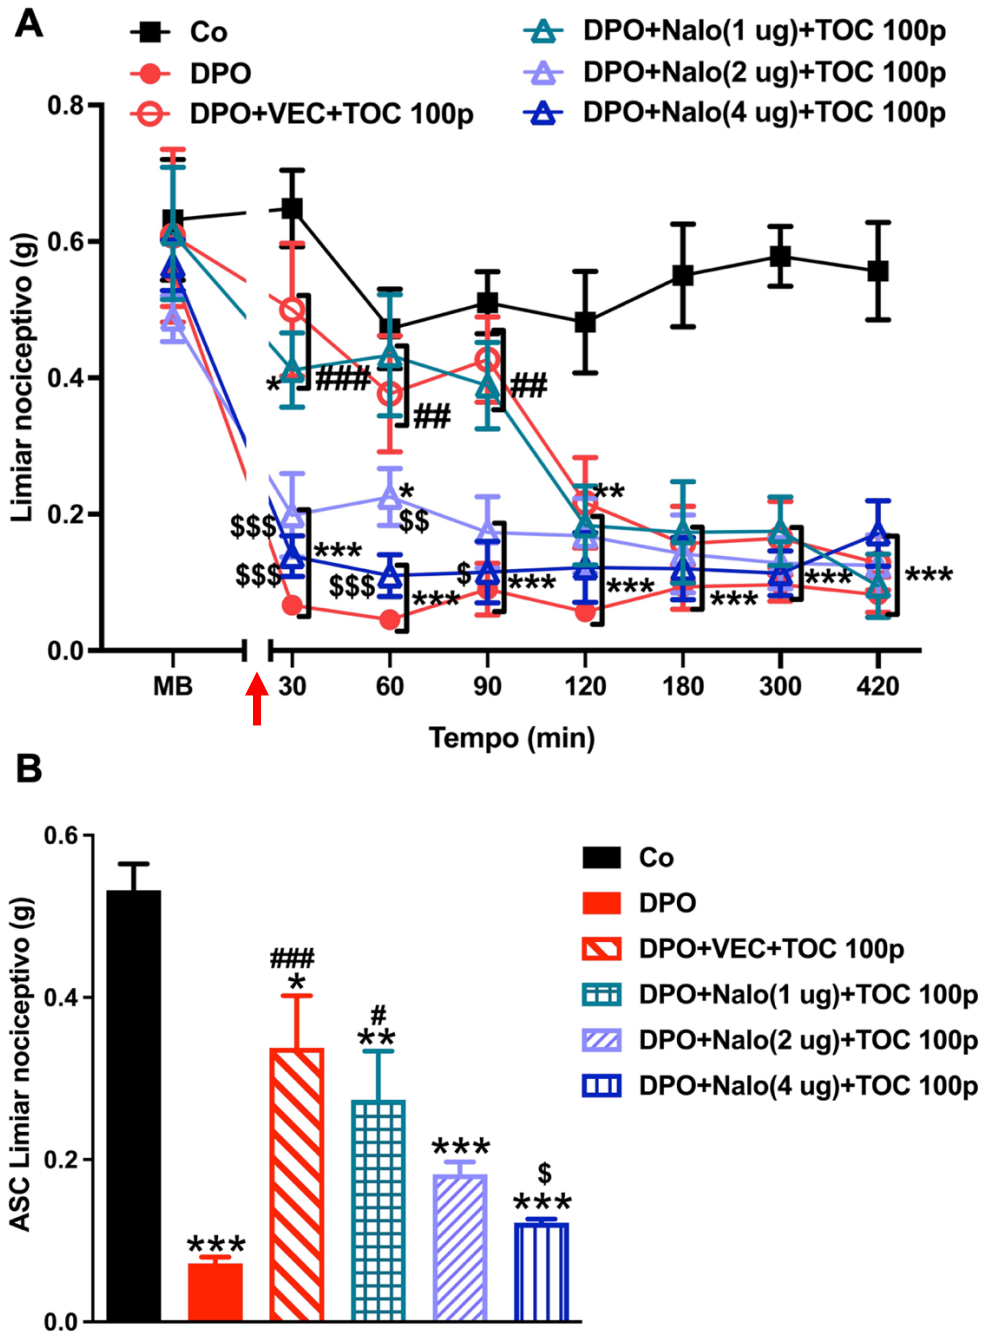 A
Co
DPO
DPO+VEC+TOC 100p
DPO+Nalo(1 ug)+TOC 100p
DPO+Nalo(2 ug)+TOC 100p
DPO+Nalo(4 ug)+TOC 100p
Limiar nociceptivo (g)
0.8
0.6
0.4
0.2
0.0
* ###
##
##
**
*
$$
$$$
***
$$$
$$$
***
$
***
***
***
***
***
MB 30 60 90 120 180 300 420
Tempo (min)
B
ASC Limiar nociceptivo (g)
0.6
0.4
0.2
0.0
***
###
*
#
**
***
$
***
Co
DPO
DPO+VEC+TOC 100p
DPO+Nalo(1 ug)+TOC 100p
DPO+Nalo(2 ug)+TOC 100p
DPO+Nalo(4 ug)+TOC 100p